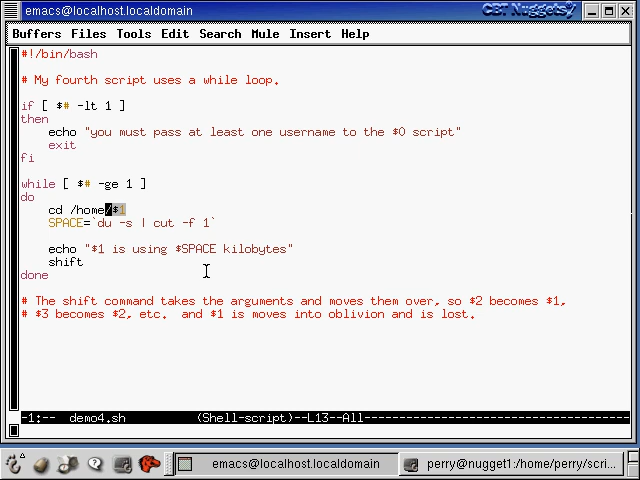 emacs@localhost.localdomain
CBT Nuggets
Buffers Files Tools Edit Search Mule Insert Help
#!/bin/bash
# My fourth script uses a while loop.
if [ $# -lt 1 ]
then
echo "you must pass at least one username to the $0 script"
exit
fi
while [ $# -ge 1 ]
do
cd /home/$1
SPACE=`du -s | cut -f 1`
echo "$1 is using $SPACE kilobytes"
shift
done
# The shift command takes the arguments and moves them over, so $2 becomes $1,
# $3 becomes $2, etc.  and $1 is moves into oblivion and is lost.
-1:-- demo4.sh (Shell-script)--L13--All----------------------------------------
emacs@localhost.localdomain
perry@nugget1:/home/perry/scri...